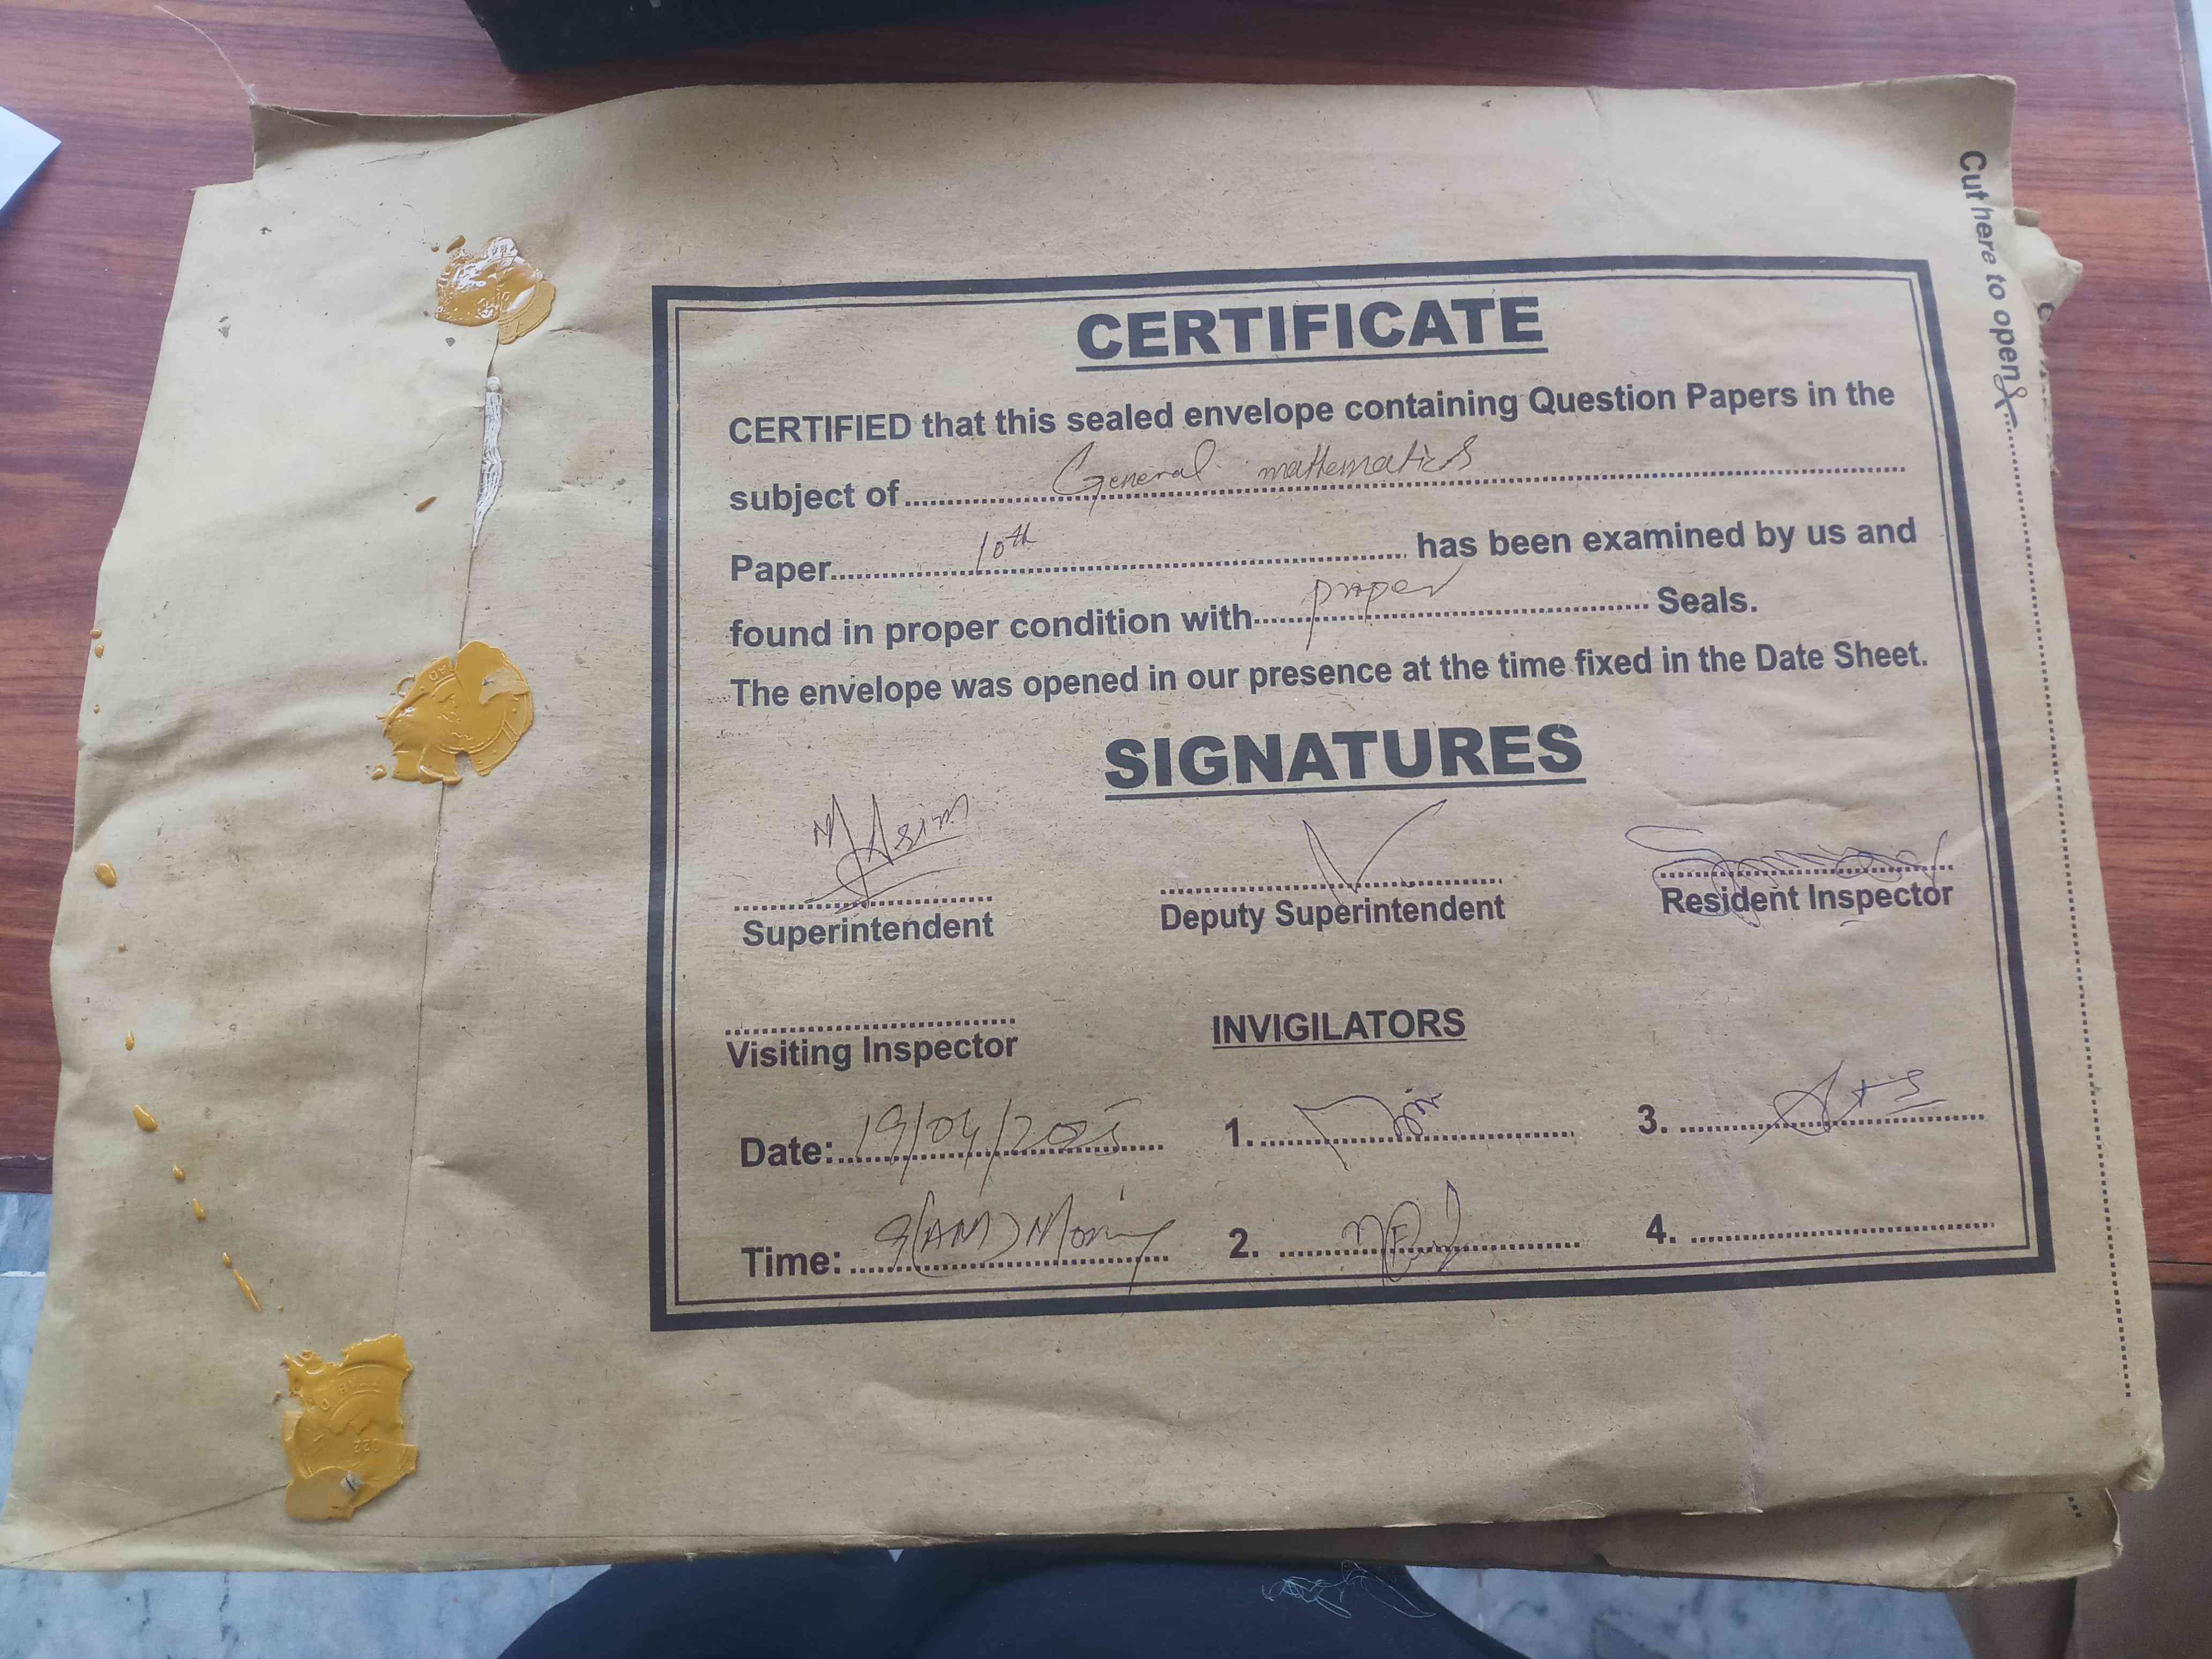 Cut here to open
CERTIFICATE
CERTIFIED that this sealed envelope containing Question Papers in the
subject of General mathematics
Paper 10th has been examined by us and
found in proper condition with proper Seals.
The envelope was opened in our presence at the time fixed in the Date Sheet.
SIGNATURES
M Asim
Superintendent Deputy Superintendent Resident Inspector
Visiting Inspector INVIGILATORS
Date: 19/04/2025 1. 3.
Time: 9(AM) Morning 2. 4.